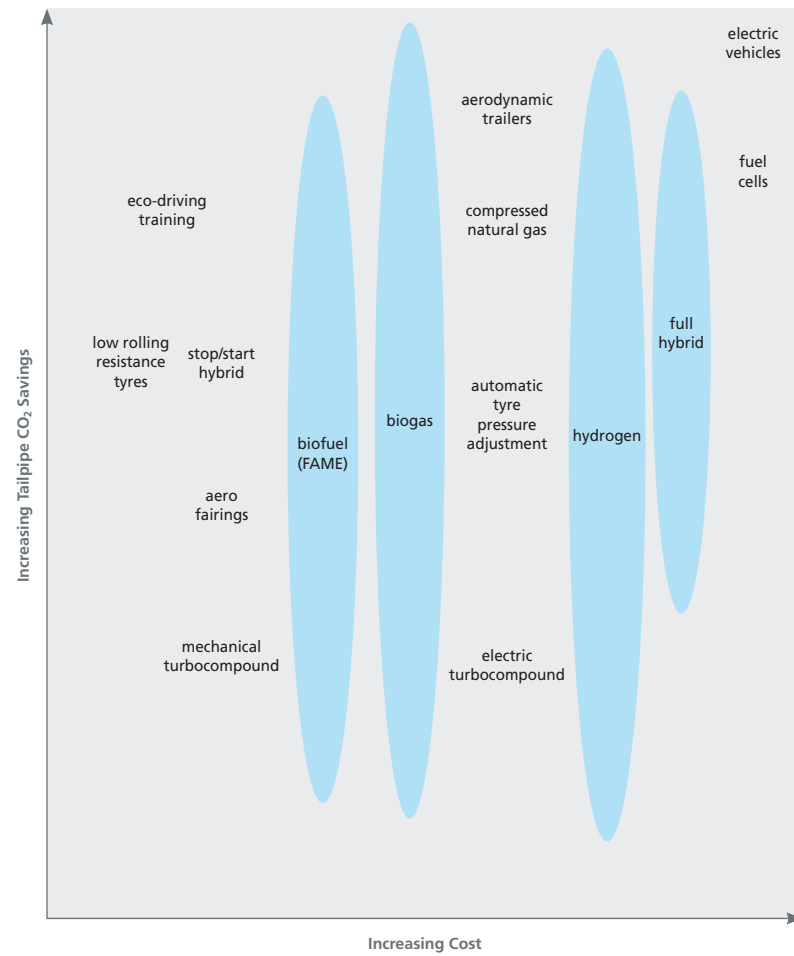 Increasing Tailpipe CO₂ Savings
electric
vehicles
aerodynamic
trailers
fuel
cells
eco-driving
training
compressed
natural gas
full
hybrid
low rolling
resistance
tyres
stop/start
hybrid
automatic
tyre
pressure
adjustment
biogas
hydrogen
biofuel
(FAME)
aero
fairings
mechanical
turbocompound
electric
turbocompound
Increasing Cost